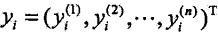 y_i = (y_i^{(1)}, y_i^{(2)}, ⋯, y_i^{(n)})^T